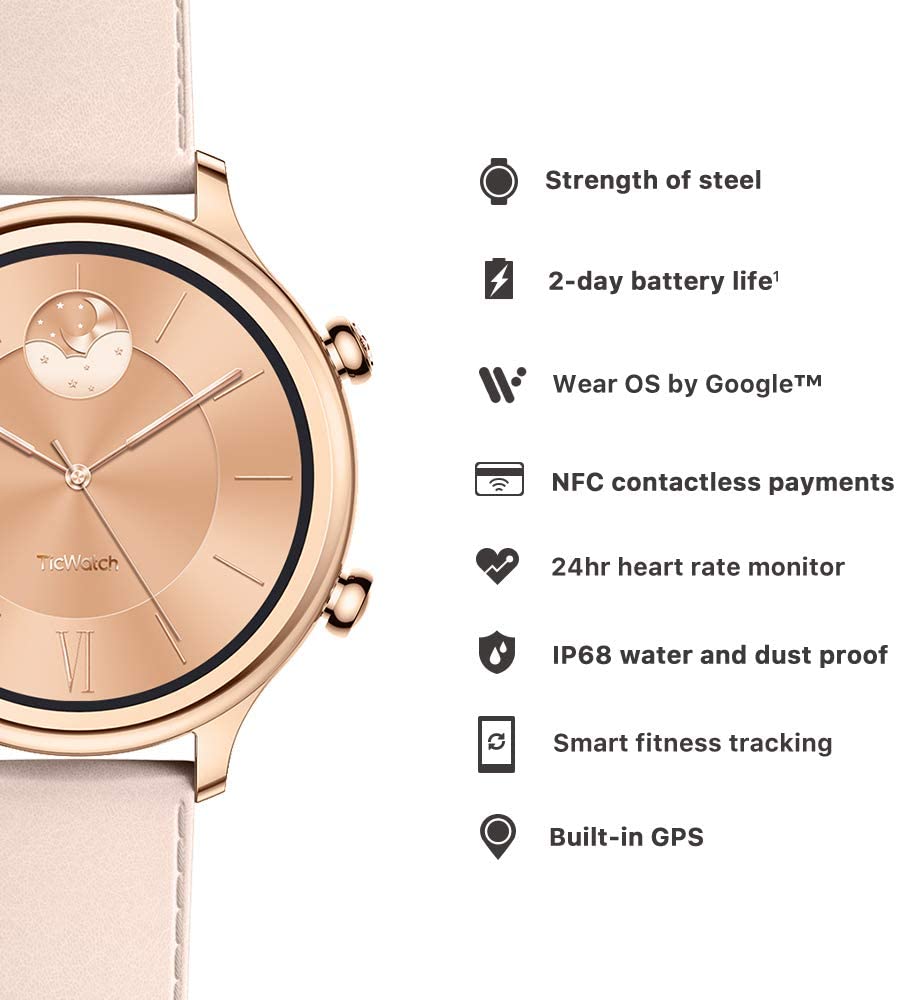 TicWatch
VI
Strength of steel
2-day battery life¹
Wear OS by Google™
NFC contactless payments
24hr heart rate monitor
IP68 water and dust proof
Smart fitness tracking
Built-in GPS